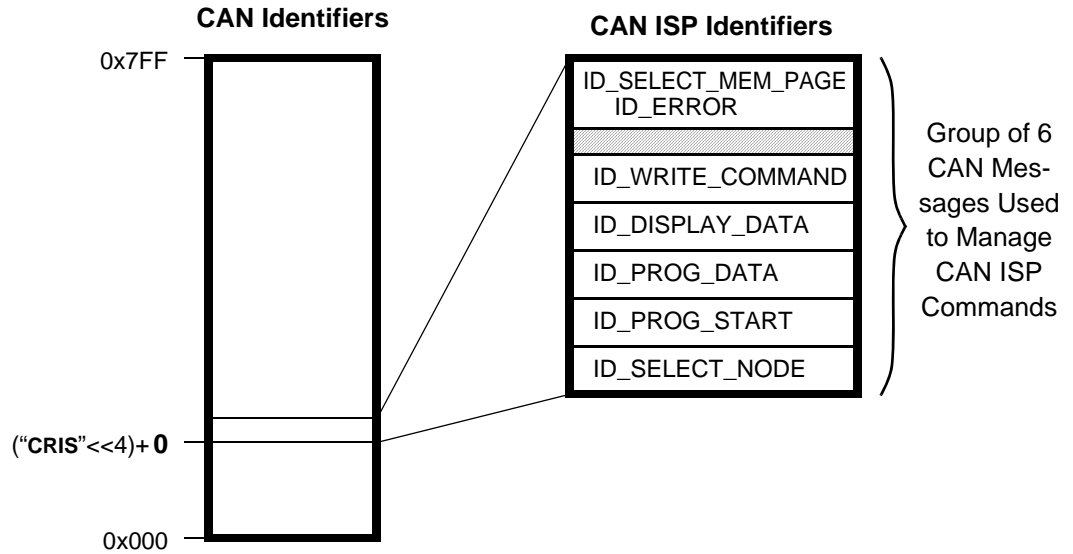 CAN Identifiers
0x7FF
("CRIS"<<4)+ 0
0x000
CAN ISP Identifiers
ID_SELECT_MEM_PAGE
ID_ERROR
ID_WRITE_COMMAND
ID_DISPLAY_DATA
ID_PROG_DATA
ID_PROG_START
ID_SELECT_NODE
Group of 6
CAN Mes-
sages Used
to Manage
CAN ISP
Commands